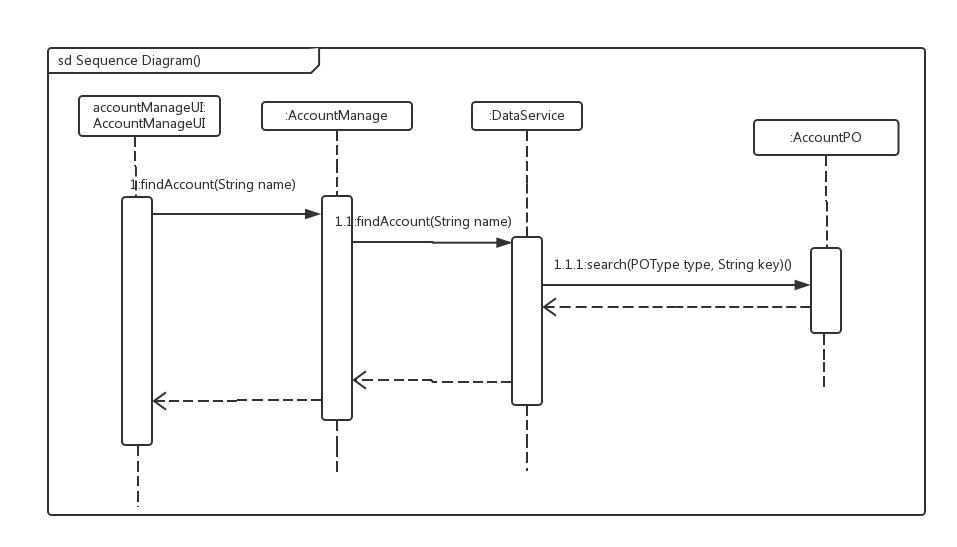 sd Sequence Diagram()
accountManageUI:
AccountManageUI
:AccountManage
:DataService
:AccountPO
1:findAccount(String name)
1.1:findAccount(String name)
1.1.1:search(POType type, String key)()